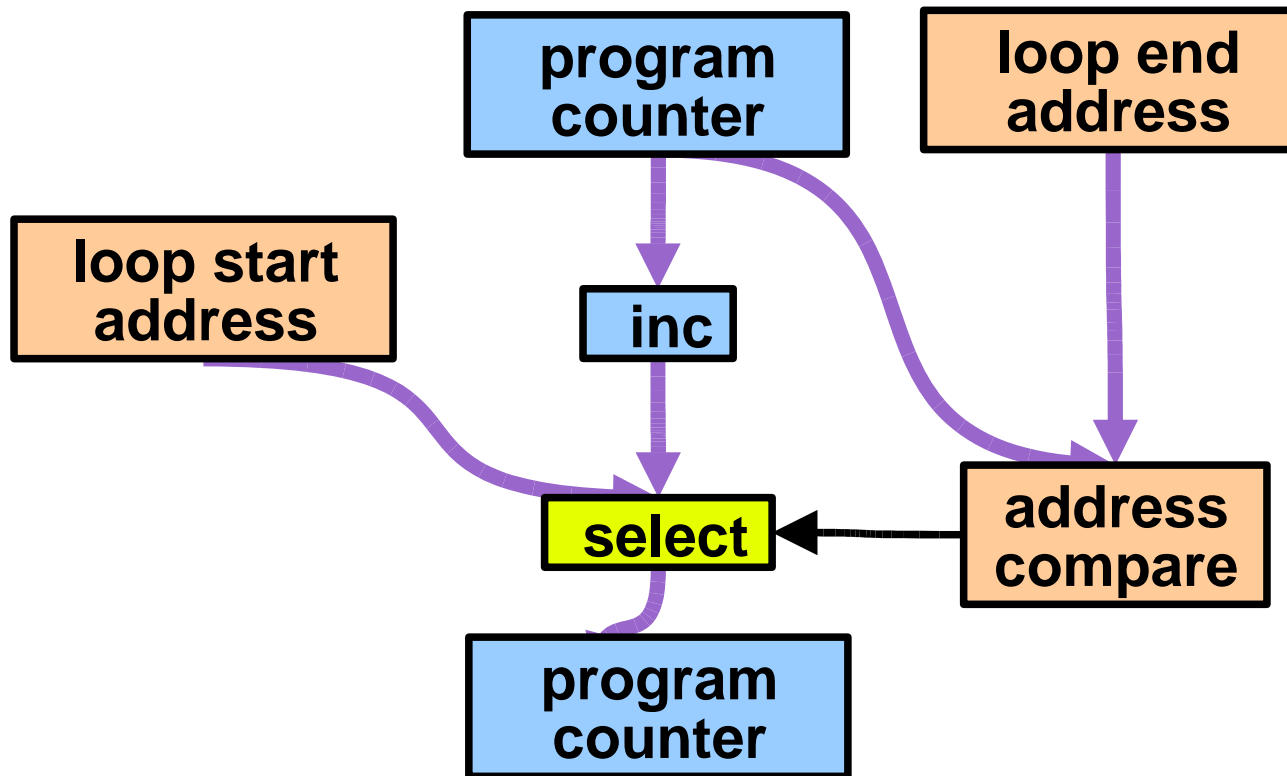 program
counter
loop end
address
loop start
address
inc
select
address
compare
program
counter